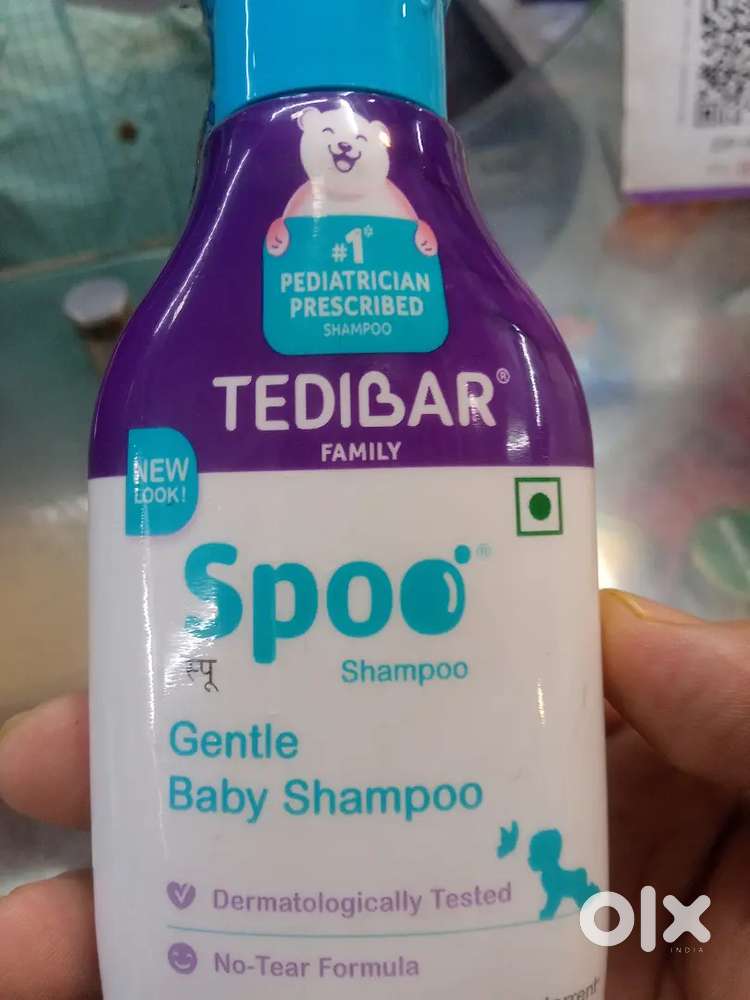 #1*
PEDIATRICIAN
PRESCRIBED
SHAMPOO
TEDIBAR®
FAMILY
NEW
LOOK!
Spoo®
स्पू
Shampoo
Gentle
Baby Shampoo
Dermatologically Tested
No-Tear Formula
olx
INDIA